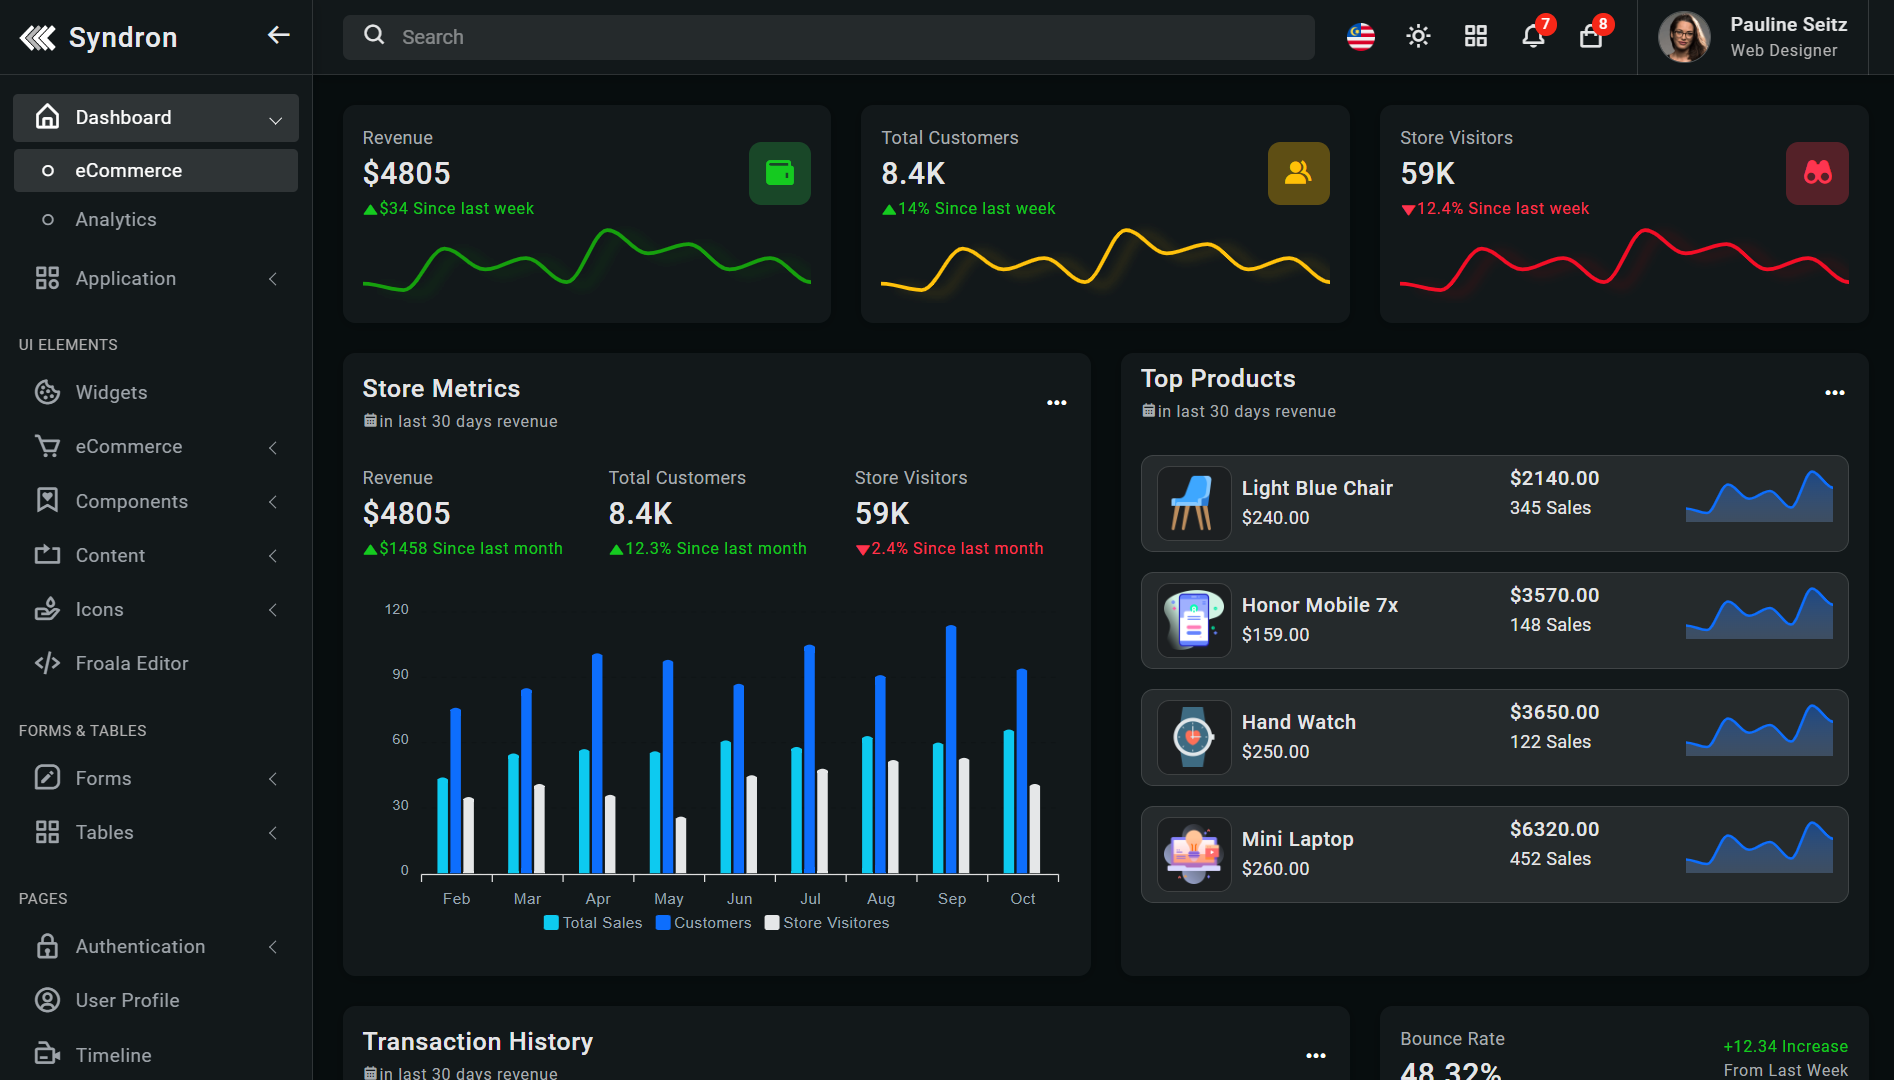 Syndron
Search
7
8
Pauline Seitz
Web Designer
Dashboard
eCommerce
Analytics
Application
UI ELEMENTS
Widgets
eCommerce
Components
Content
Icons
Froala Editor
FORMS & TABLES
Forms
Tables
PAGES
Authentication
User Profile
Timeline
Revenue
$4805
$34 Since last week
Total Customers
8.4K
14% Since last week
Store Visitors
59K
12.4% Since last week
Store Metrics
in last 30 days revenue
Revenue
$4805
$1458 Since last month
Total Customers
8.4K
12.3% Since last month
Store Visitors
59K
2.4% Since last month
120
90
60
30
0
Feb Mar Apr May Jun Jul Aug Sep Oct
Total Sales Customers Store Visitores
Top Products
in last 30 days revenue
Light Blue Chair
$240.00
$2140.00
345 Sales
Honor Mobile 7x
$159.00
$3570.00
148 Sales
Hand Watch
$250.00
$3650.00
122 Sales
Mini Laptop
$260.00
$6320.00
452 Sales
Transaction History
in last 30 days revenue
Bounce Rate
48.32%
+12.34 Increase
From Last Week